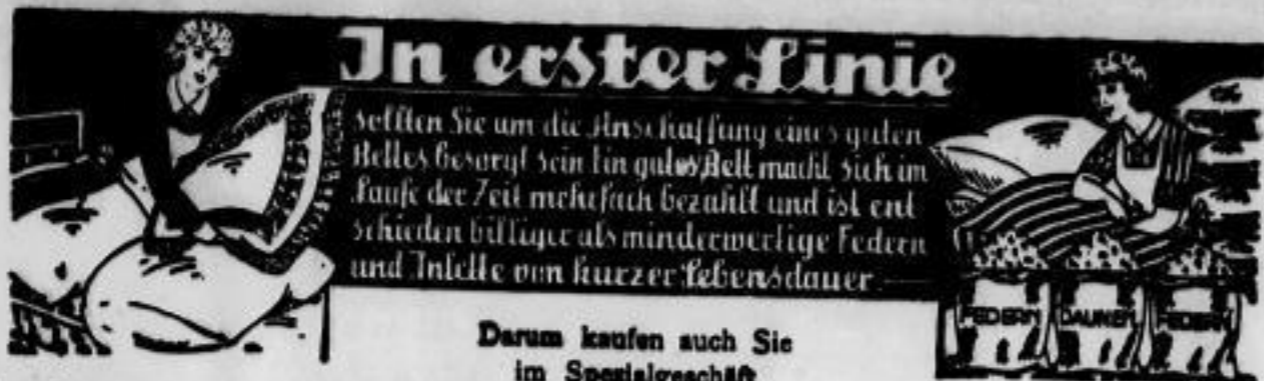 In erster Linie
sollten Sie um die Anschaffung eines guten
Bettes besorgt sein Ein gutes Bett macht sich im
Laufe der Zeit mehrfach bezahlt und ist ent
schieden billiger als minderwertige Federn
und Inlette von kurzer Lebensdauer.
FEDERN DAUNEN FEDERN
Darum kaufen auch Sie
im Spezialgeschäft